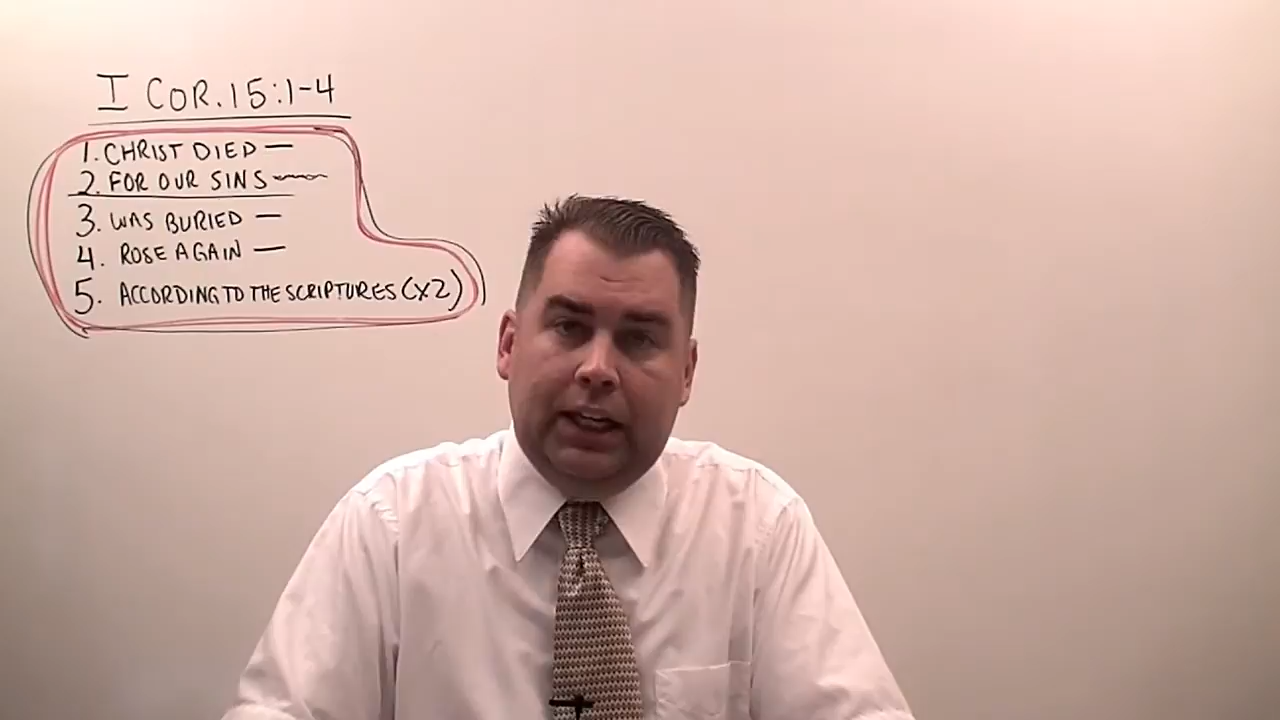 I COR. 15:1-4
1. CHRIST DIED —
2. FOR OUR SINS
3. WAS BURIED —
4. ROSE AGAIN —
5. ACCORDING TO THE SCRIPTURES (X2)